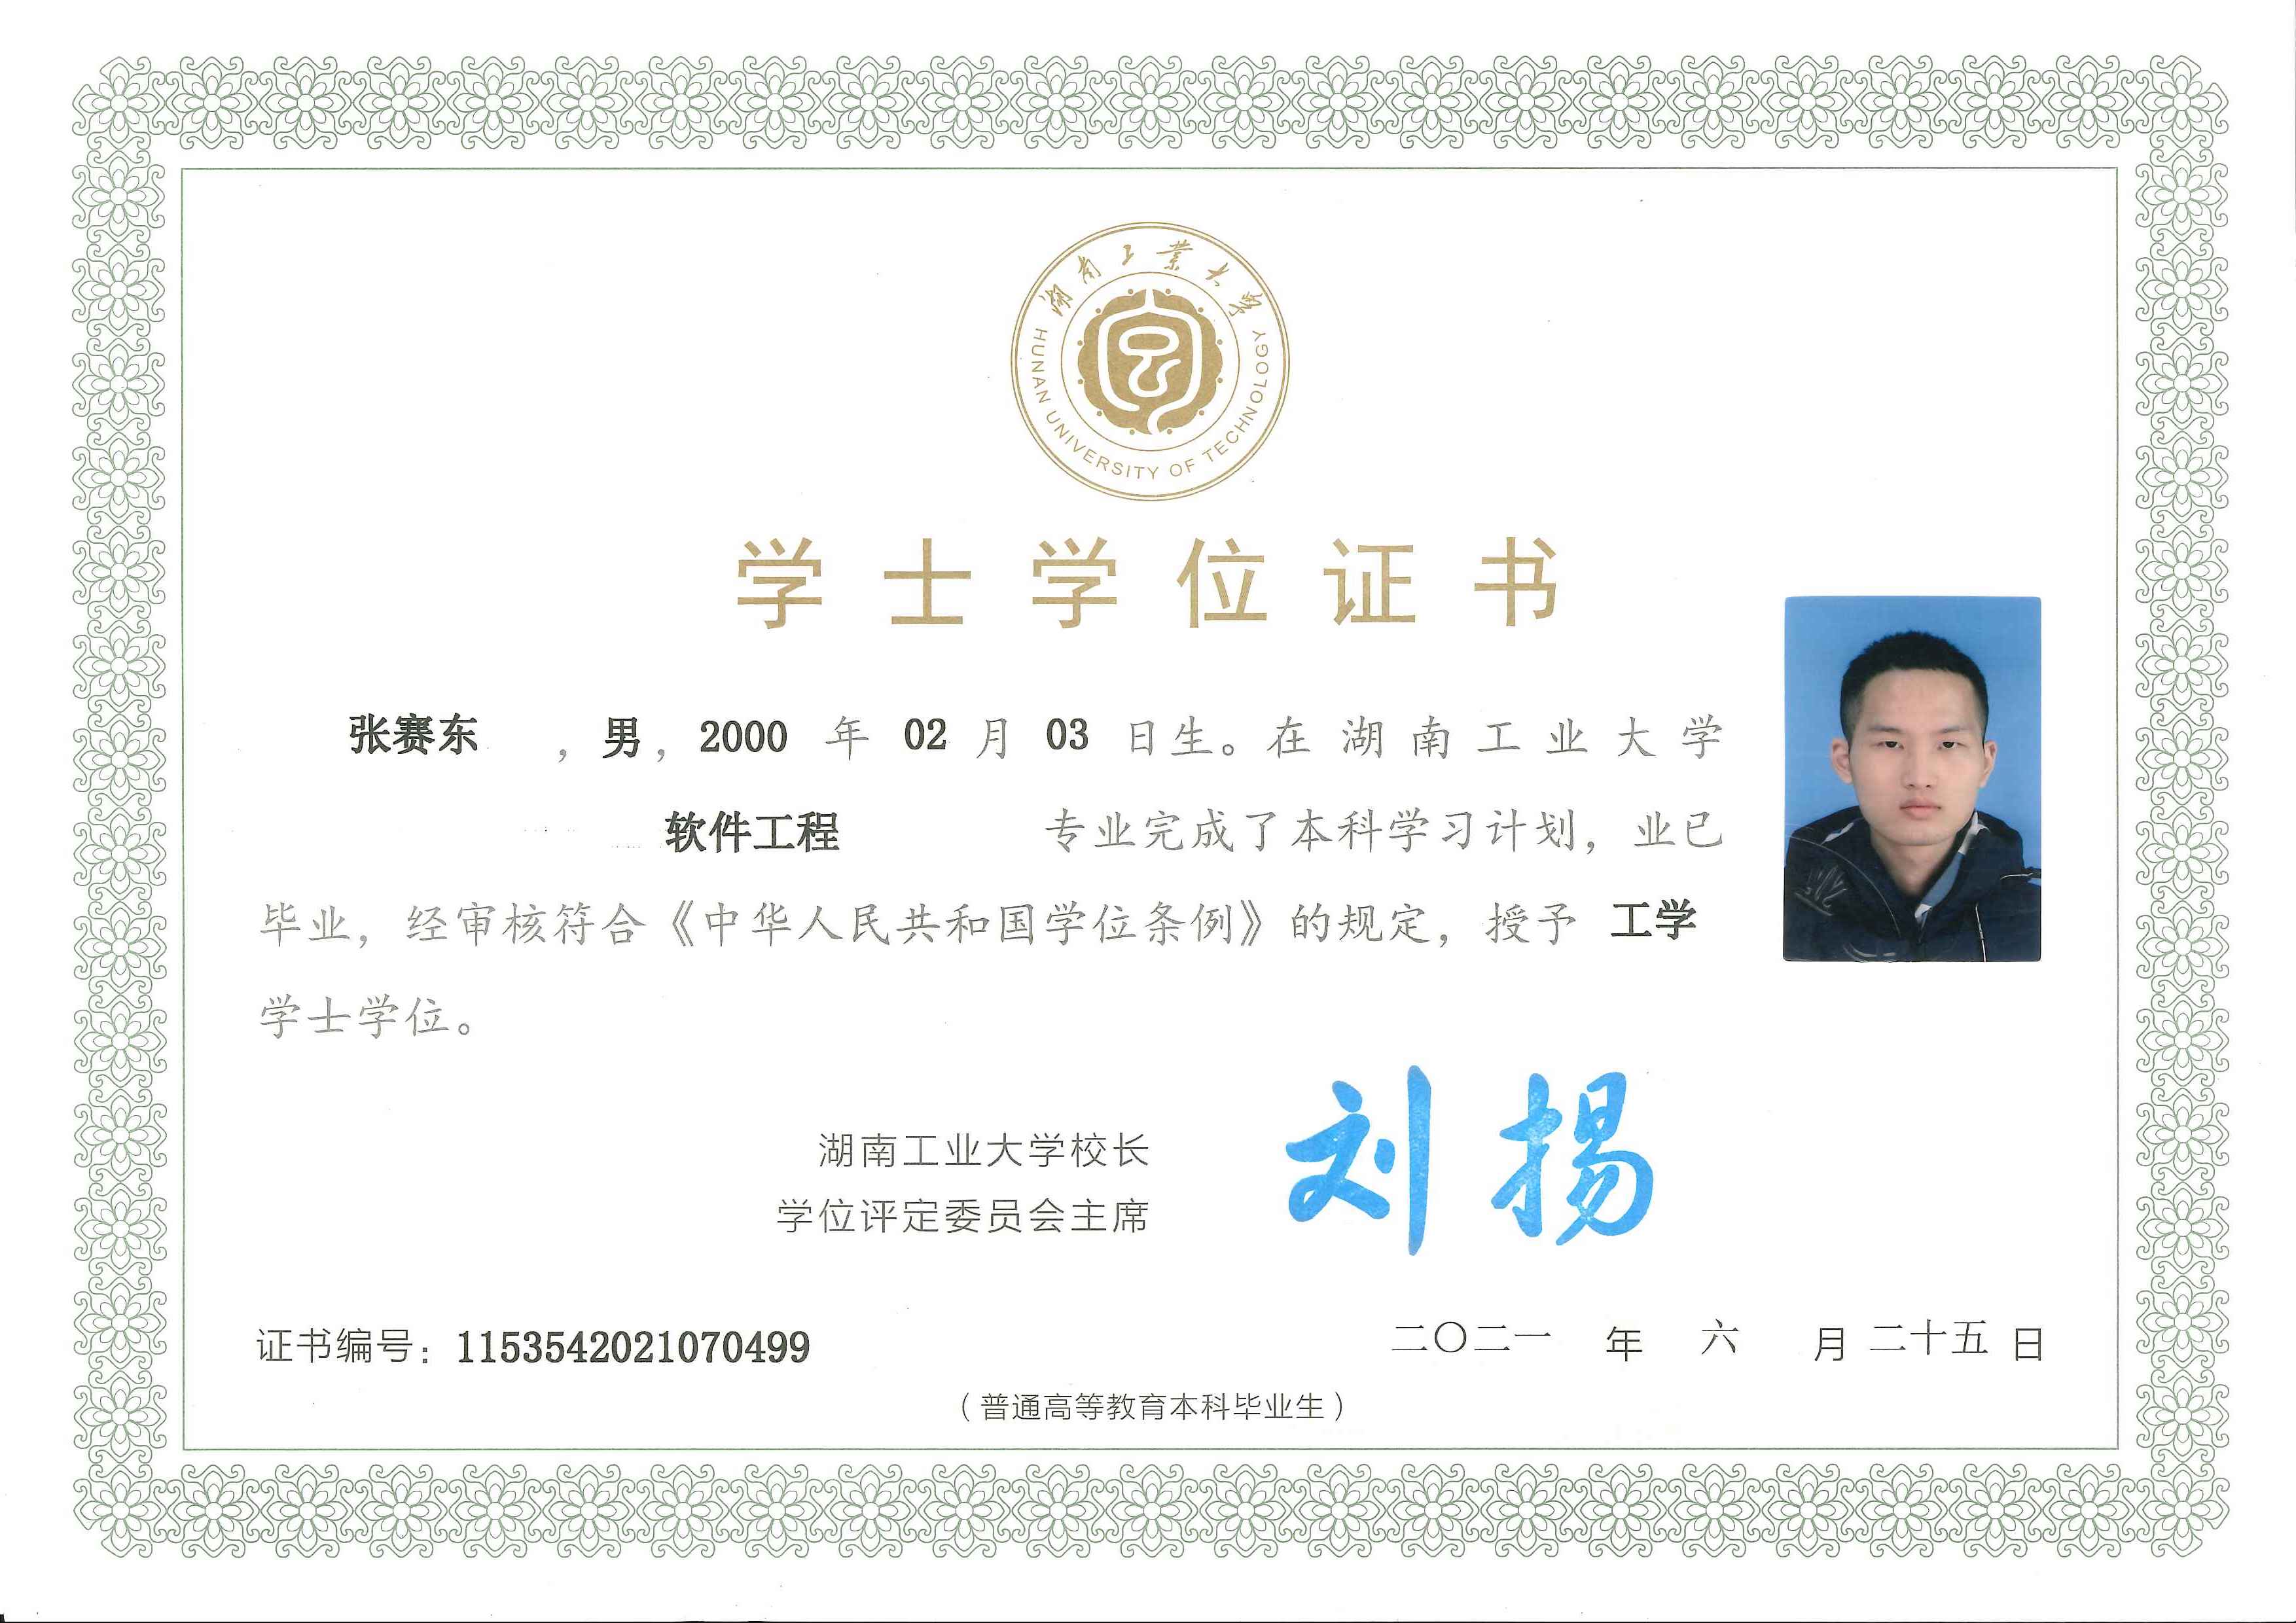 湖南工業大學
HUNAN UNIVERSITY OF TECHNOLOGY
学士学位证书
张赛东，男，2000 年 02 月 03 日生。在湖南工业大学
软件工程 专业完成了本科学习计划，业已
毕业，经审核符合《中华人民共和国学位条例》的规定，授予 工学
学士学位。
湖南工业大学校长
学位评定委员会主席
刘扬
证书编号：1153542021070499
二〇二一 年 六 月 二十五 日
（普通高等教育本科毕业生）